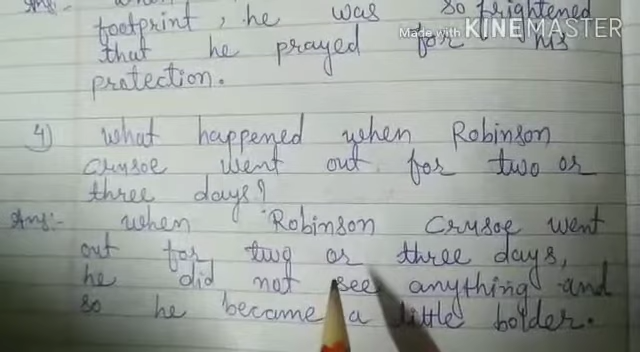 footprint, he was so frightened
Made with KINEMASTER
that he prayed for his
protection.
4) what happened when Robinson
Crusoe went out for two or
three days?
Ans:- when Robinson Crusoe went
out for two or three days,
he did not see anything and
so he became a little bolder.